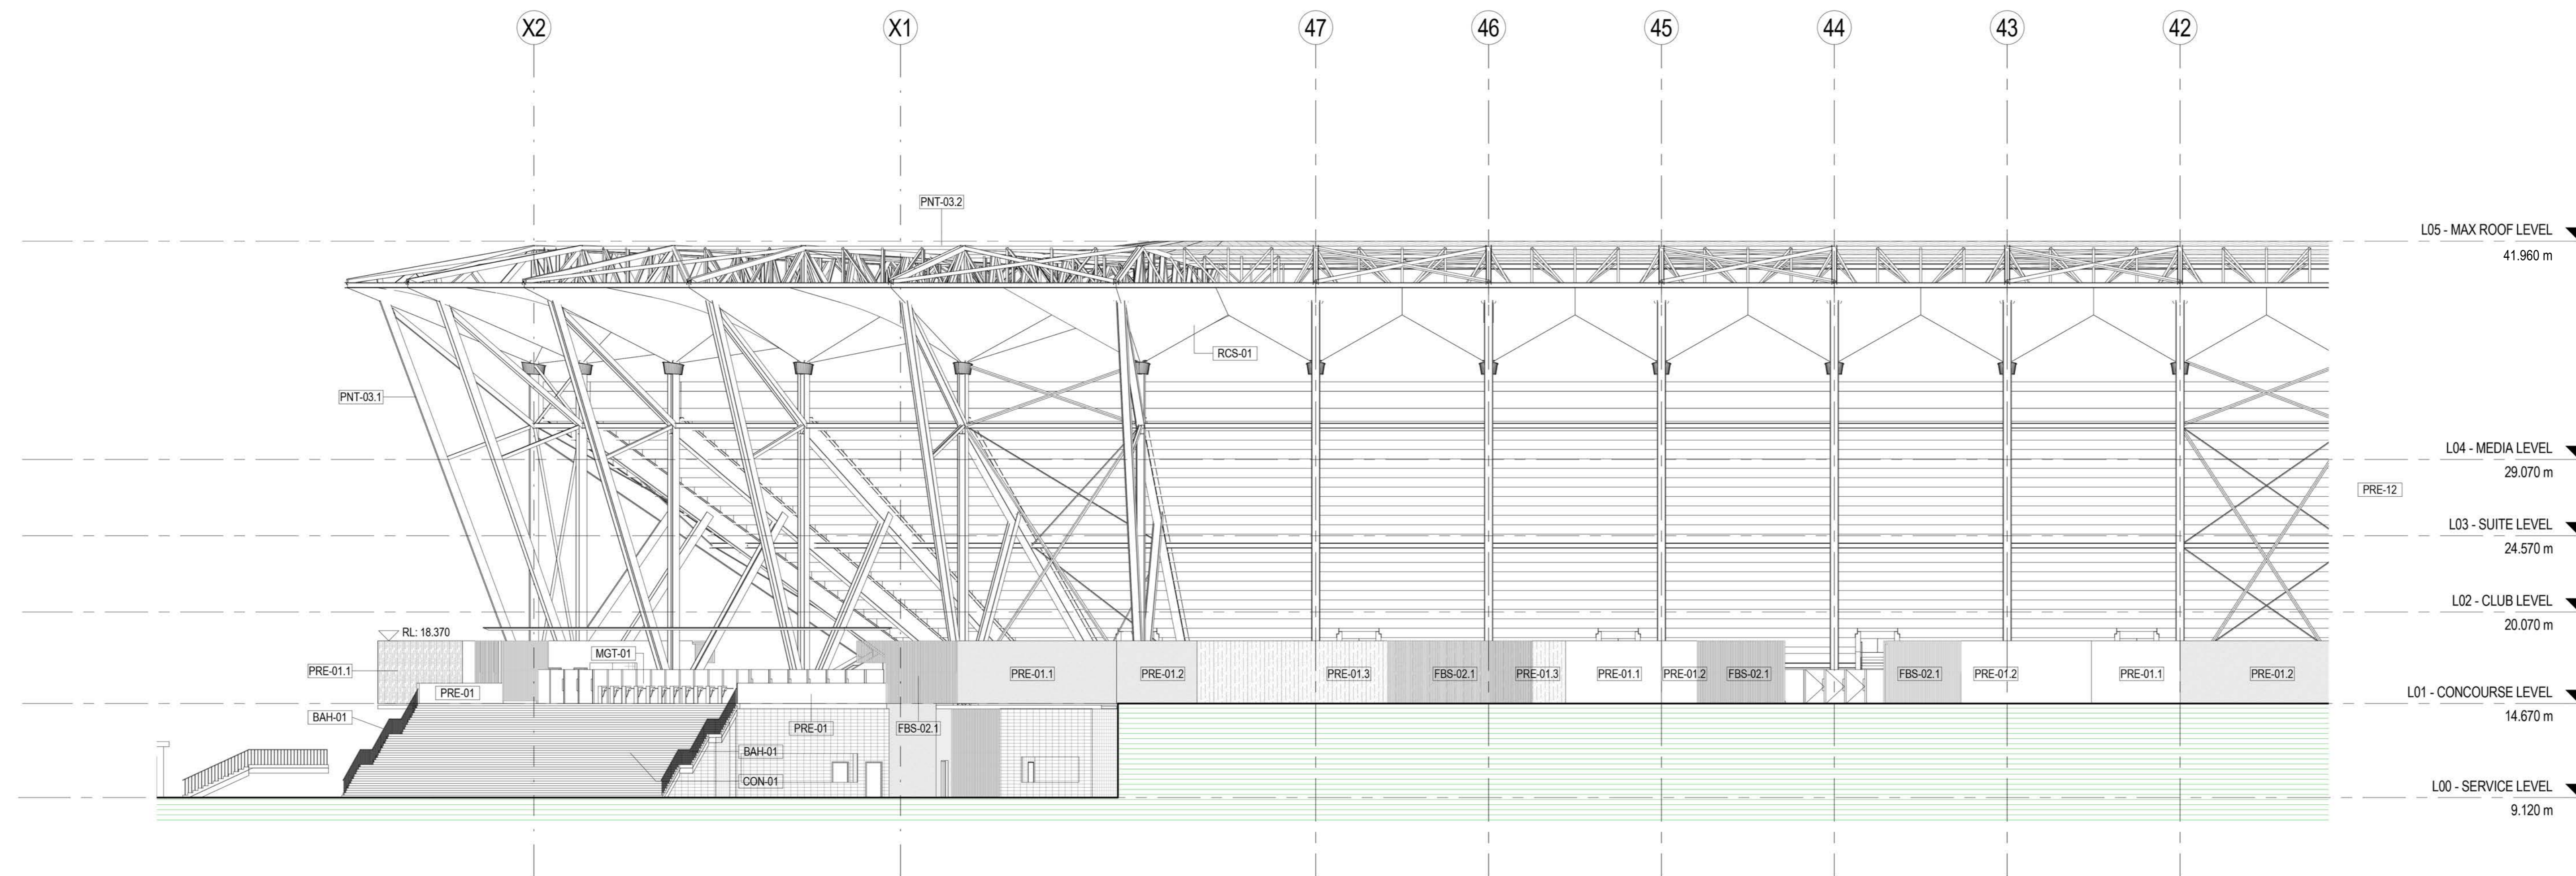 X2
X1
47
46
45
44
43
42
PNT-03.2
L05 - MAX ROOF LEVEL
41.960 m
RCS-01
PNT-03.1
L04 - MEDIA LEVEL
29.070 m
PRE-12
L03 - SUITE LEVEL
24.570 m
L02 - CLUB LEVEL
20.070 m
RL: 18.370
MGT-01
PRE-01.1
PRE-01
PRE-01.1
PRE-01.2
PRE-01.3
FBS-02.1
PRE-01.3
PRE-01.1
PRE-01.2
FBS-02.1
FBS-02.1
PRE-01.2
PRE-01.1
PRE-01.2
L01 - CONCOURSE LEVEL
14.670 m
BAH-01
PRE-01
FBS-02.1
BAH-01
CON-01
L00 - SERVICE LEVEL
9.120 m